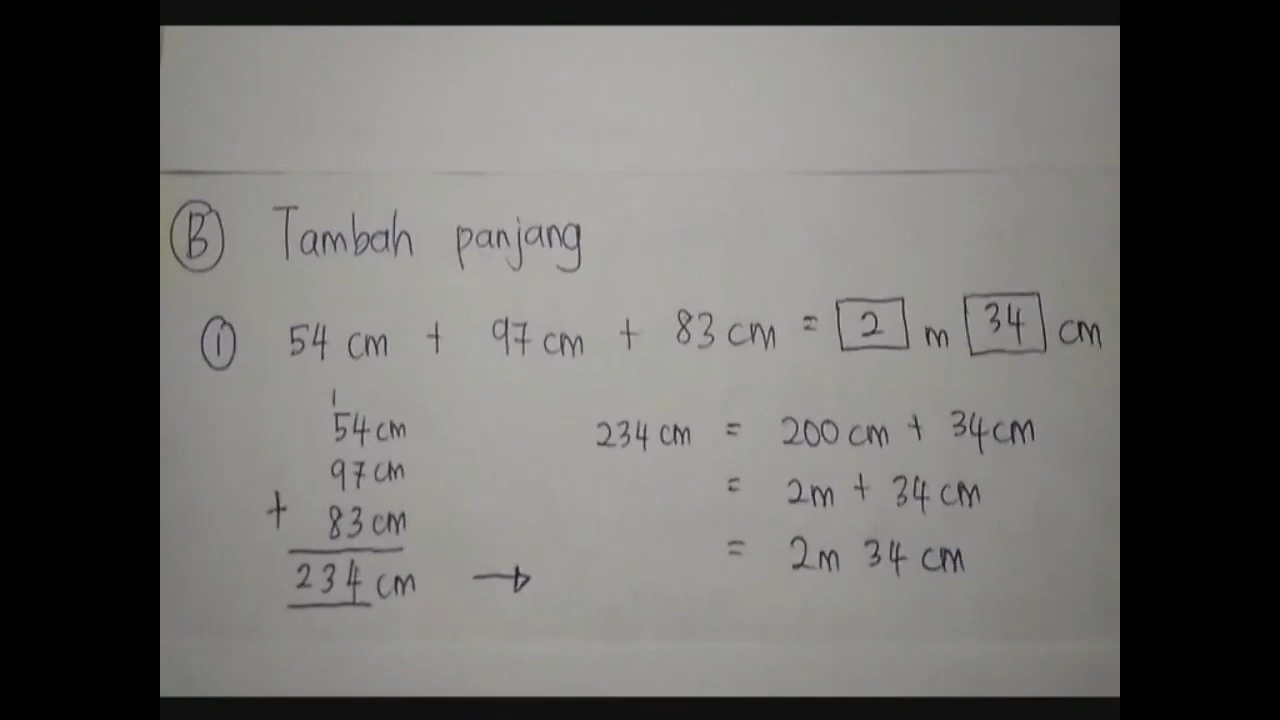 B Tambah panjang
1 54 cm + 97 cm + 83 cm = 2 m 34 cm
1
54 cm
97 cm
+ 83 cm
234 cm →
234 cm = 200 cm + 34 cm
= 2m + 34 cm
= 2m 34 cm